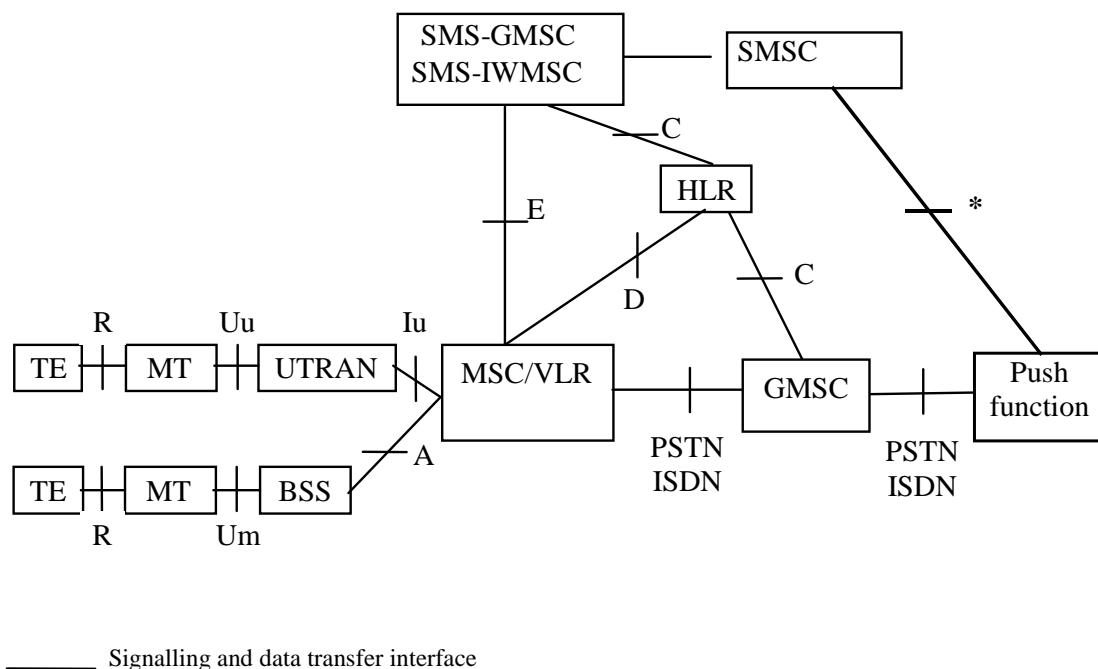 SMS-GMSC
SMS-IWMSC
SMSC
C
HLR
E
*
D
C
R
Uu
Iu
TE
MT
UTRAN
MSC/VLR
GMSC
Push
function
PSTN
ISDN
PSTN
ISDN
A
TE
MT
BSS
R
Um
Signalling and data transfer interface